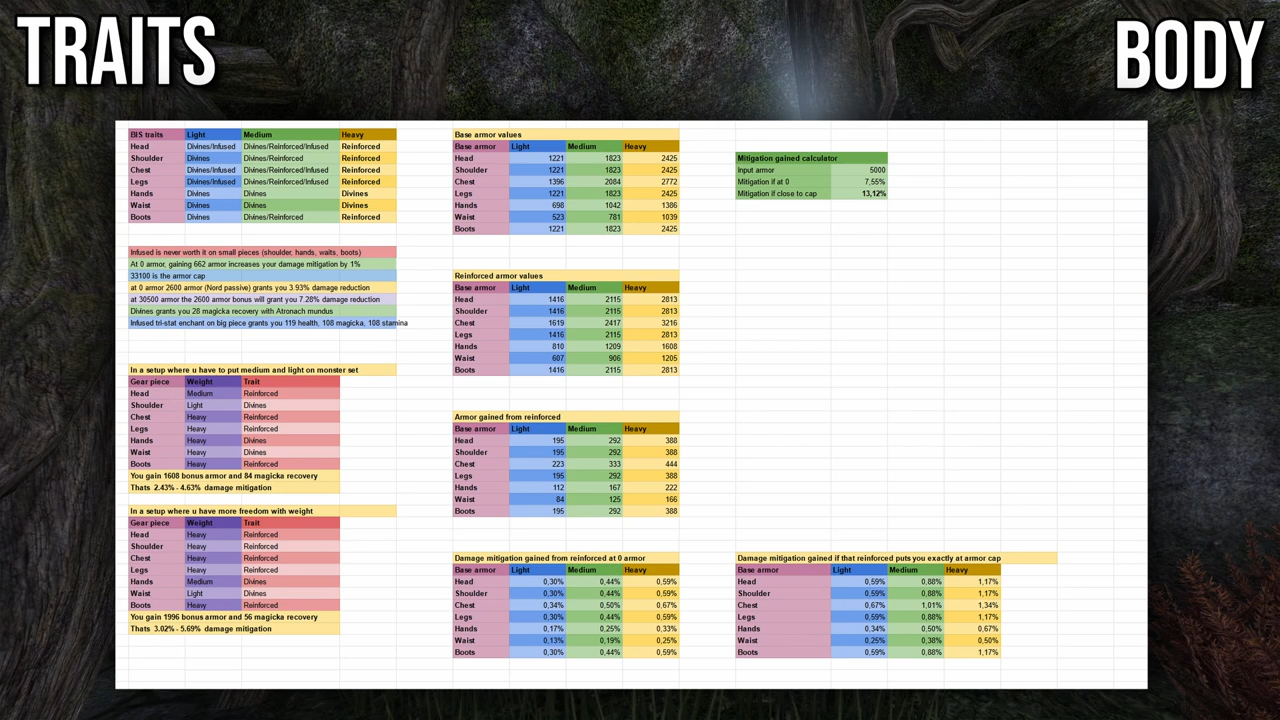 TRAITS
BODY
BIS traits Light Medium Heavy
Head Divines/Infused Divines/Reinforced/Infused Reinforced
Shoulder Divines Divines/Reinforced Reinforced
Chest Divines/Infused Divines/Reinforced/Infused Reinforced
Legs Divines/Infused Divines/Reinforced/Infused Reinforced
Hands Divines Divines Divines
Waist Divines Divines Divines
Boots Divines Divines/Reinforced Reinforced
Infused is never worth it on small pieces (shoulder, hands, waits, boots)
At 0 armor, gaining 662 armor increases your damage mitigation by 1%
33100 is the armor cap
at 0 armor 2600 armor (Nord passive) grants you 3.93% damage reduction
at 30500 armor the 2600 armor bonus will grant you 7.28% damage reduction
Divines grants you 28 magicka recovery with Atronach mundus
Infused tri-stat enchant on big piece grants you 119 health, 108 magicka, 108 stamina
In a setup where u have to put medium and light on monster set
Gear piece Weight Trait
Head Medium Reinforced
Shoulder Light Divines
Chest Heavy Reinforced
Legs Heavy Reinforced
Hands Heavy Divines
Waist Heavy Divines
Boots Heavy Reinforced
You gain 1608 bonus armor and 84 magicka recovery
Thats 2.43% - 4.63% damage mitigation
In a setup where u have more freedom with weight
Gear piece Weight Trait
Head Heavy Reinforced
Shoulder Heavy Reinforced
Chest Heavy Reinforced
Legs Heavy Reinforced
Hands Medium Divines
Waist Light Divines
Boots Heavy Reinforced
You gain 1996 bonus armor and 56 magicka recovery
Thats 3.02% - 5.69% damage mitigation
Base armor values
Base armor Light Medium Heavy
Head 1221 1823 2425
Shoulder 1221 1823 2425
Chest 1396 2084 2772
Legs 1221 1823 2425
Hands 698 1042 1386
Waist 523 781 1039
Boots 1221 1823 2425
Reinforced armor values
Base armor Light Medium Heavy
Head 1416 2115 2813
Shoulder 1416 2115 2813
Chest 1619 2417 3216
Legs 1416 2115 2813
Hands 810 1209 1608
Waist 607 906 1205
Boots 1416 2115 2813
Armor gained from reinforced
Base armor Light Medium Heavy
Head 195 292 388
Shoulder 195 292 388
Chest 223 333 444
Legs 195 292 388
Hands 112 167 222
Waist 84 125 166
Boots 195 292 388
Damage mitigation gained from reinforced at 0 armor
Base armor Light Medium Heavy
Head 0,30% 0,44% 0,59%
Shoulder 0,30% 0,44% 0,59%
Chest 0,34% 0,50% 0,67%
Legs 0,30% 0,44% 0,59%
Hands 0,17% 0,25% 0,33%
Waist 0,13% 0,19% 0,25%
Boots 0,30% 0,44% 0,59%
Mitigation gained calculator
Input armor 5000
Mitigation if at 0 7,55%
Mitigation if close to cap 13,12%
Damage mitigation gained if that reinforced puts you exactly at armor cap
Base armor Light Medium Heavy
Head 0,59% 0,88% 1,17%
Shoulder 0,59% 0,88% 1,17%
Chest 0,67% 1,01% 1,34%
Legs 0,59% 0,88% 1,17%
Hands 0,34% 0,50% 0,67%
Waist 0,25% 0,38% 0,50%
Boots 0,59% 0,88% 1,17%